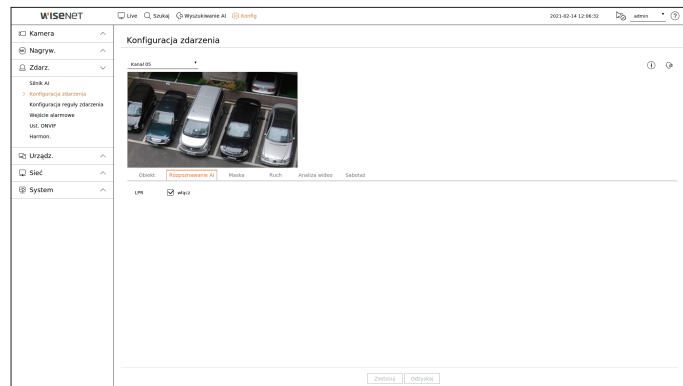 WISENET
Live Szukaj Wyszukiwanie AI Konfig
2021-02-14 12:06:32 admin
Kamera
Nagryw.
Zdarz.
Silnik AI
Konfiguracja zdarzenia
Konfiguracja reguły zdarzenia
Wejście alarmowe
Ust. ONVIF
Harmon.
Urządz.
Sieć
System
Konfiguracja zdarzenia
Kanał 05
Obiekt Rozpoznawanie AI Maska Ruch Analiza wideo Sabotaż
LPR włącz
Zastosuj Odzyskaj